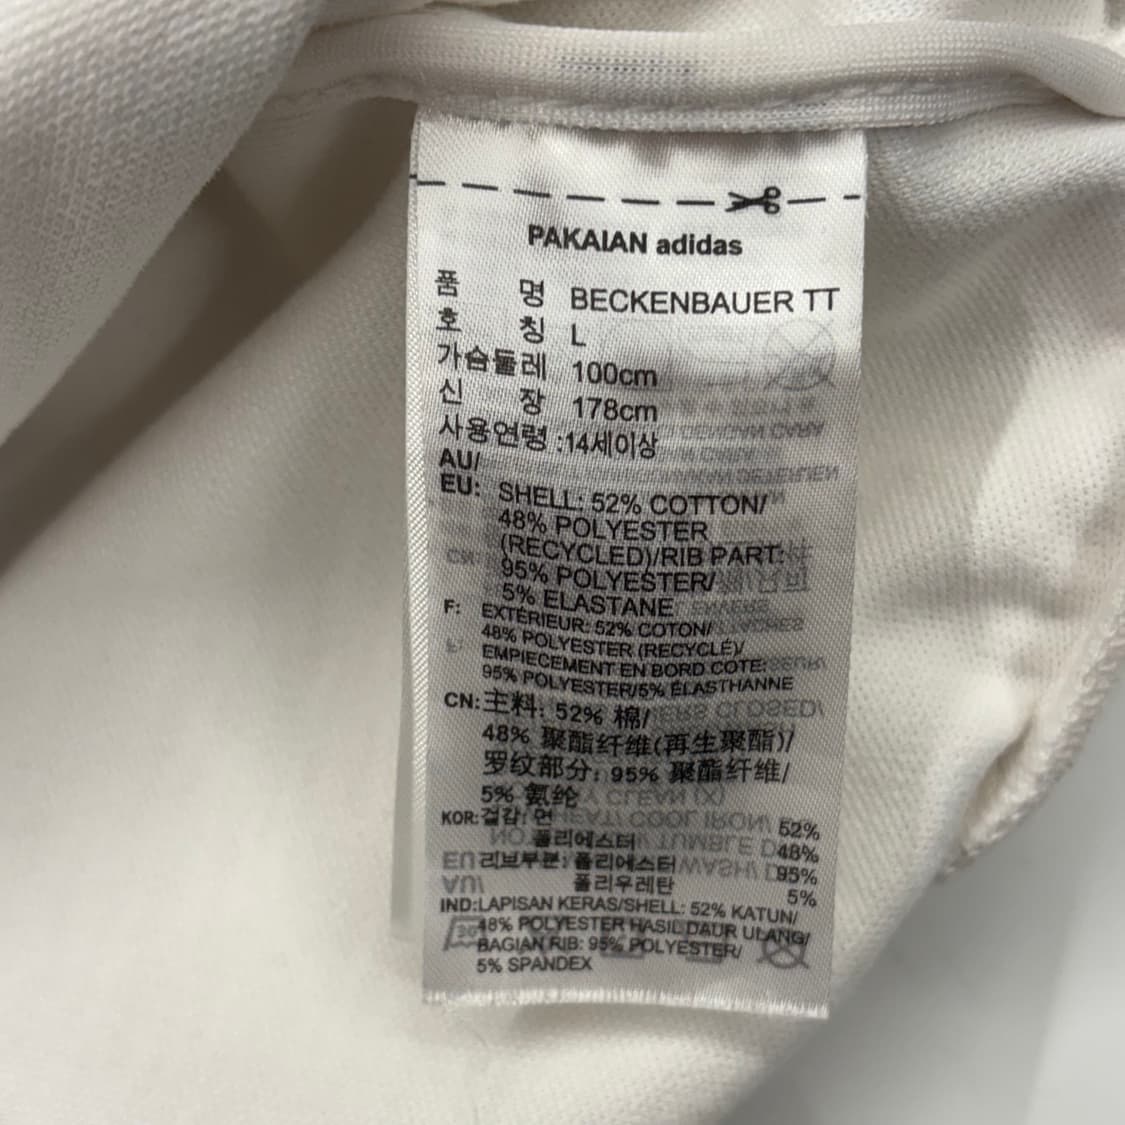 PAKAIAN adidas
품 명 BECKENBAUER TT
호 칭 L
가슴둘레 100cm
신 장 178cm
사용연령 :14세이상
AU/
EU: SHELL: 52% COTTON/
48% POLYESTER
(RECYCLED)/RIB PART:
95% POLYESTER/
5% ELASTANE
F: EXTÉRIEUR: 52% COTON/
48% POLYESTER (RECYCLÉ)/
EMPIECEMENT EN BORD COTE:
95% POLYESTER/5% ÉLASTHANNE
CN: 主料: 52% 棉/
48% 聚酯纤维(再生聚酯)/
罗纹部分: 95% 聚酯纤维/
5% 氨纶
KOR: 겉감: 면 52%
폴리에스터 48%
리브부분: 폴리에스터 95%
폴리우레탄 5%
IND: LAPISAN KERAS/SHELL: 52% KATUN/
48% POLYESTER HASIL DAUR ULANG/
BAGIAN RIB: 95% POLYESTER/
5% SPANDEX